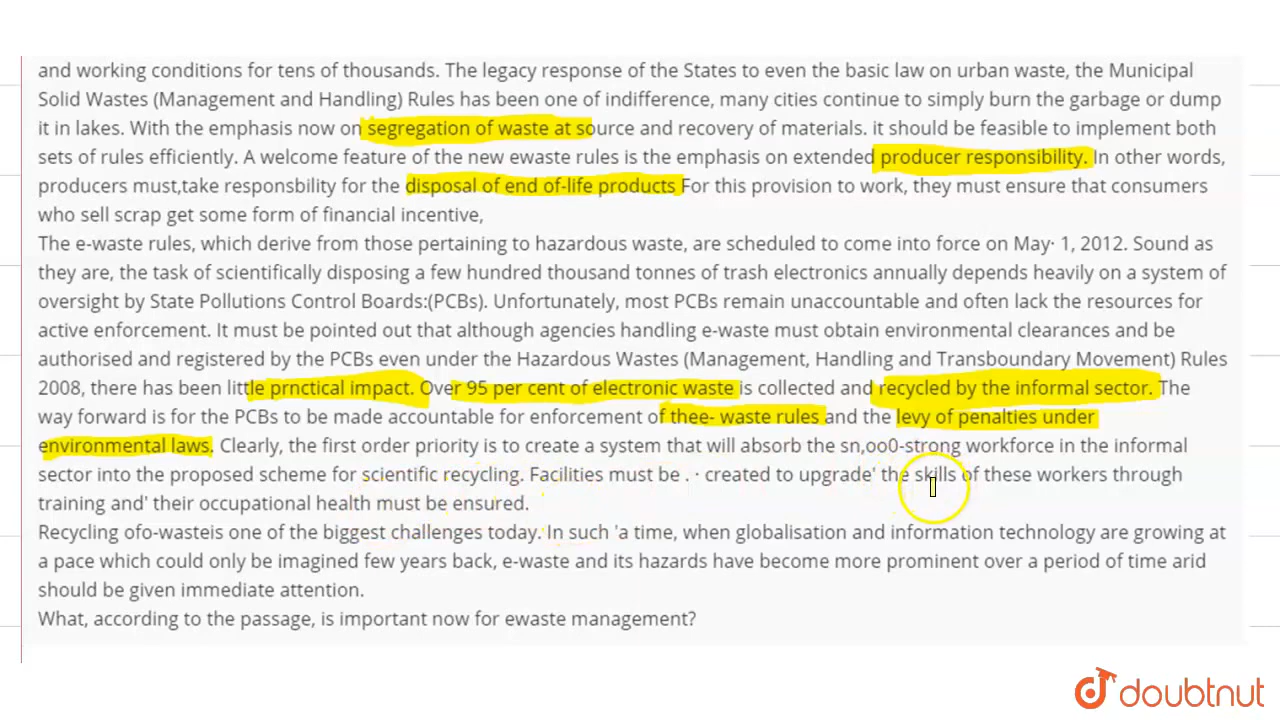 and working conditions for tens of thousands. The legacy response of the States to even the basic law on urban waste, the Municipal
Solid Wastes (Management and Handling) Rules has been one of indifference, many cities continue to simply burn the garbage or dump
it in lakes. With the emphasis now on segregation of waste at source and recovery of materials. it should be feasible to implement both
sets of rules efficiently. A welcome feature of the new ewaste rules is the emphasis on extended producer responsibility. In other words,
producers must,take responsbility for the disposal of end of-life products For this provision to work, they must ensure that consumers
who sell scrap get some form of financial incentive,
The e-waste rules, which derive from those pertaining to hazardous waste, are scheduled to come into force on May· 1, 2012. Sound as
they are, the task of scientifically disposing a few hundred thousand tonnes of trash electronics annually depends heavily on a system of
oversight by State Pollutions Control Boards:(PCBs). Unfortunately, most PCBs remain unaccountable and often lack the resources for
active enforcement. It must be pointed out that although agencies handling e-waste must obtain environmental clearances and be
authorised and registered by the PCBs even under the Hazardous Wastes (Management, Handling and Transboundary Movement) Rules
2008, there has been little prnctical impact. Over 95 per cent of electronic waste is collected and recycled by the informal sector. The
way forward is for the PCBs to be made accountable for enforcement of thee- waste rules and the levy of penalties under
environmental laws. Clearly, the first order priority is to create a system that will absorb the sn,oo0-strong workforce in the informal
sector into the proposed scheme for scientific recycling. Facilities must be . · created to upgrade' the skills of these workers through
training and' their occupational health must be ensured.
Recycling ofo-wasteis one of the biggest challenges today. In such 'a time, when globalisation and information technology are growing at
a pace which could only be imagined few years back, e-waste and its hazards have become more prominent over a period of time arid
should be given immediate attention.
What, according to the passage, is important now for ewaste management?
doubtnut